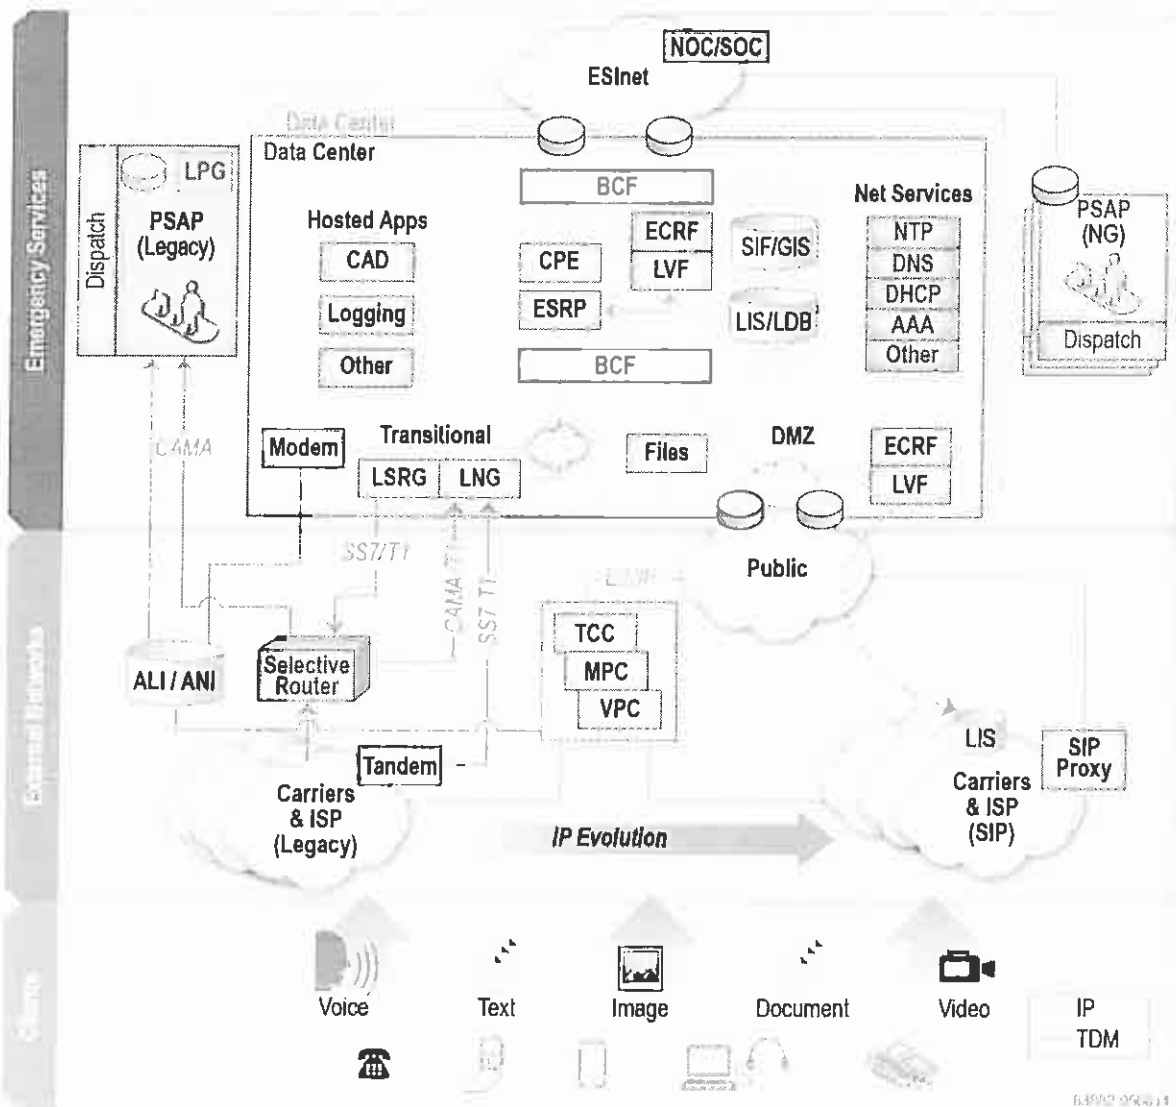 NOC/SOC
ESInet
Data Center
Data Center
Emergency Services
Dispatch
LPG
PSAP
(Legacy)
BCF
Hosted Apps
CAD
Logging
Other
CPE
ESRP
ECRF
LVF
SIF/GIS
LIS/LDB
BCF
Net Services
NTP
DNS
DHCP
AAA
Other
PSAP
(NG)
Dispatch
CAMA
Modem
Transitional
LSRG
LNG
Files
DMZ
ECRF
LVF
SS7/T1
CAMA T1
SS7 T1
Public
External Networks
ALI / ANI
Selective
Router
TCC
MPC
VPC
Tandem
Carriers
& ISP
(Legacy)
IP Evolution
LIS
SIP
Proxy
Carriers
& ISP
(SIP)
Voice
Text
Image
Document
Video
IP
TDM